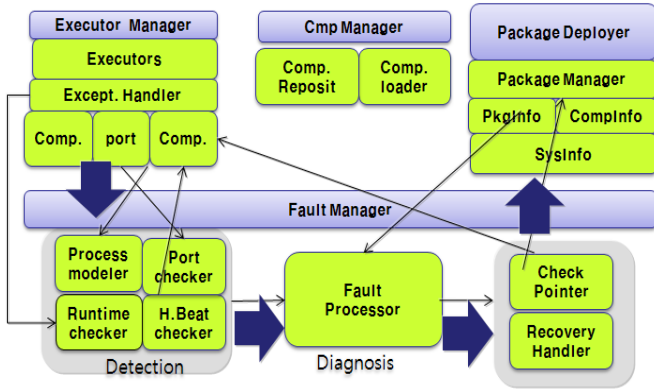 Executor Manager
Executors
Except. Handler
Comp.
port
Comp.
Cmp Manager
Comp.
Reposit
Comp.
loader
Package Deployer
Package Manager
PkgInfo
CompInfo
SysInfo
Fault Manager
Process
modeler
Port
checker
Runtime
checker
H.Beat
checker
Detection
Fault
Processor
Diagnosis
Check
Pointer
Recovery
Handler